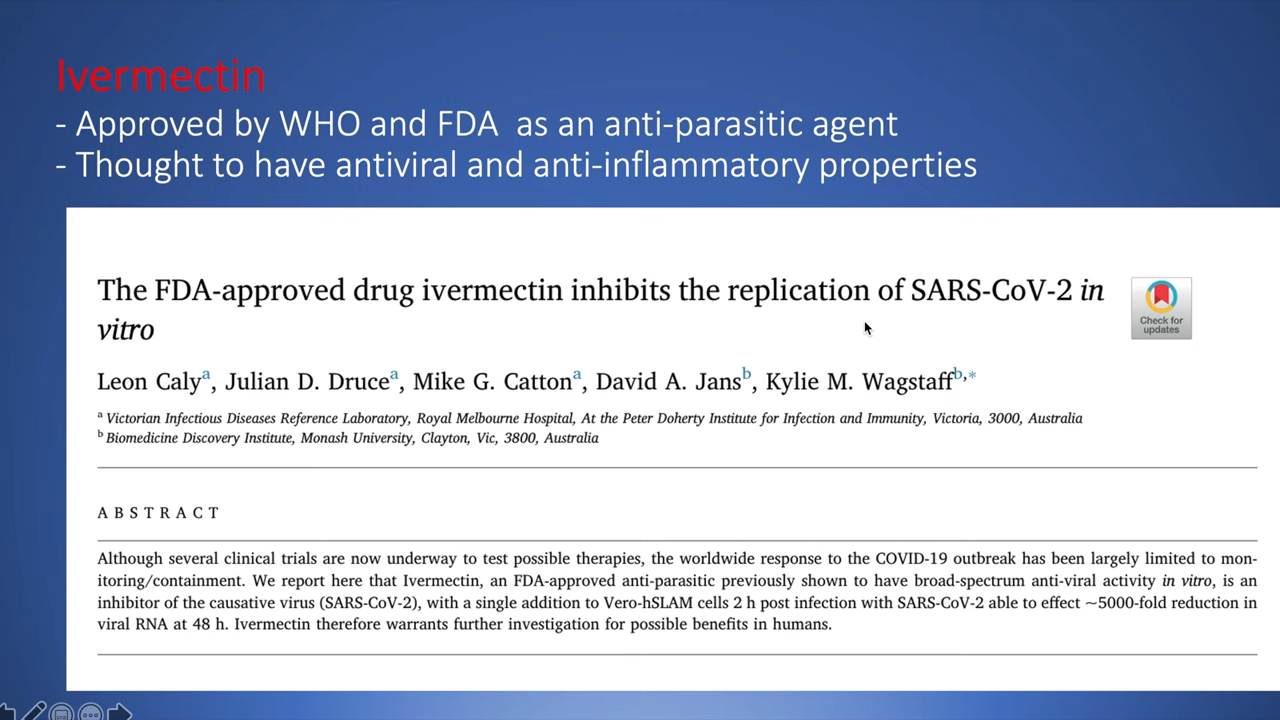 Ivermectin
- Approved by WHO and FDA as an anti-parasitic agent
- Thought to have antiviral and anti-inflammatory properties
The FDA-approved drug ivermectin inhibits the replication of SARS-CoV-2 in
vitro
Check for
updates
Leon Caly a, Julian D. Druce a, Mike G. Catton a, David A. Jans b, Kylie M. Wagstaff b,*
a Victorian Infectious Diseases Reference Laboratory, Royal Melbourne Hospital, At the Peter Doherty Institute for Infection and Immunity, Victoria, 3000, Australia
b Biomedicine Discovery Institute, Monash University, Clayton, Vic, 3800, Australia
ABSTRACT
Although several clinical trials are now underway to test possible therapies, the worldwide response to the COVID-19 outbreak has been largely limited to mon-
itoring/containment. We report here that Ivermectin, an FDA-approved anti-parasitic previously shown to have broad-spectrum anti-viral activity in vitro, is an
inhibitor of the causative virus (SARS-CoV-2), with a single addition to Vero-hSLAM cells 2 h post infection with SARS-CoV-2 able to effect ~5000-fold reduction in
viral RNA at 48 h. Ivermectin therefore warrants further investigation for possible benefits in humans.